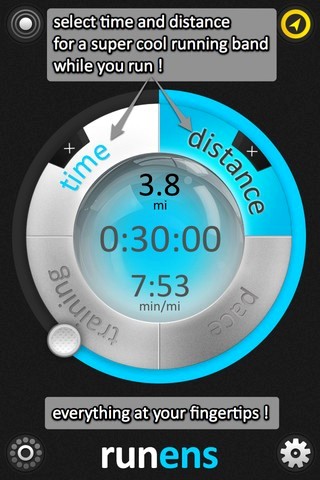 select time and distance
for a super cool running band
while you run !
time
+
distance
+
3.8
mi
0:30:00
7:53
min/mi
training
pace
everything at your fingertips !
runens